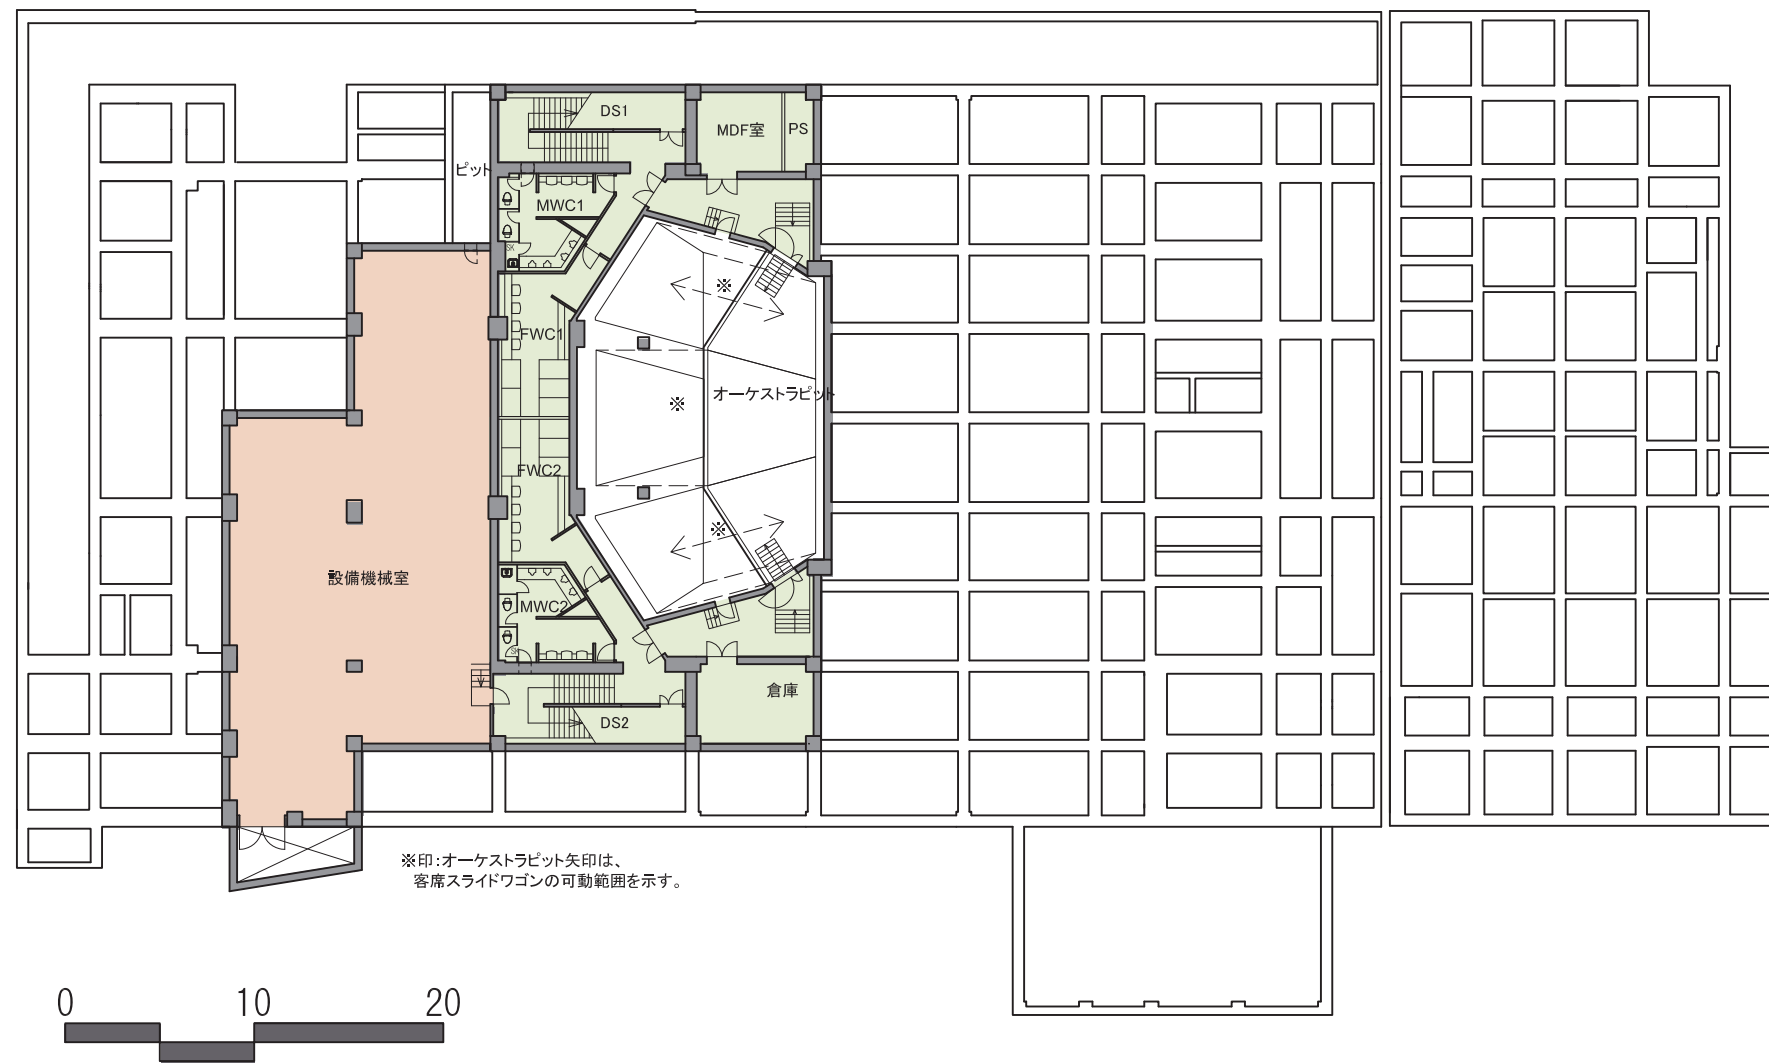 DS1
MDF室
PS
ピット
MWC1
SK
※
FWC1
オーケストラピット
※
FWC2
※
設備機械室
MWC2
SK
倉庫
DS2
※印：オーケストラピット矢印は、
客席スライドワゴンの可動範囲を示す。
0 10 20